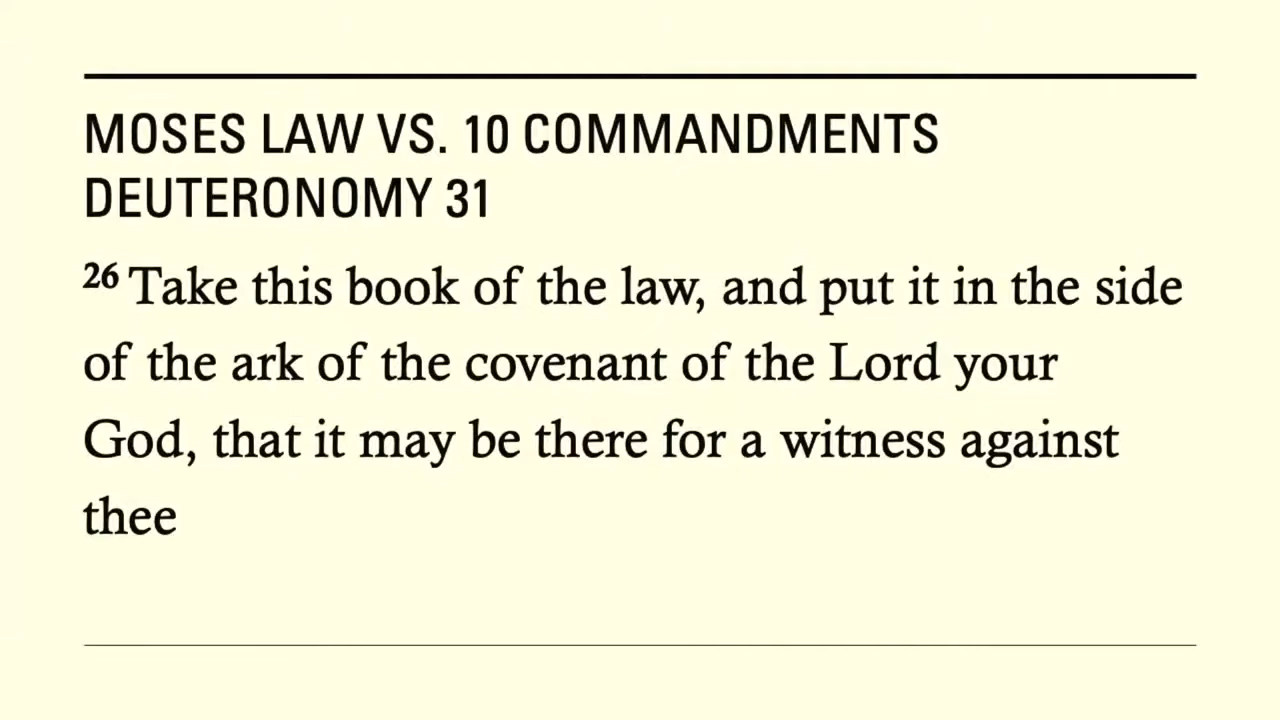 MOSES LAW VS. 10 COMMANDMENTS
DEUTERONOMY 31
26 Take this book of the law, and put it in the side
of the ark of the covenant of the Lord your
God, that it may be there for a witness against
thee